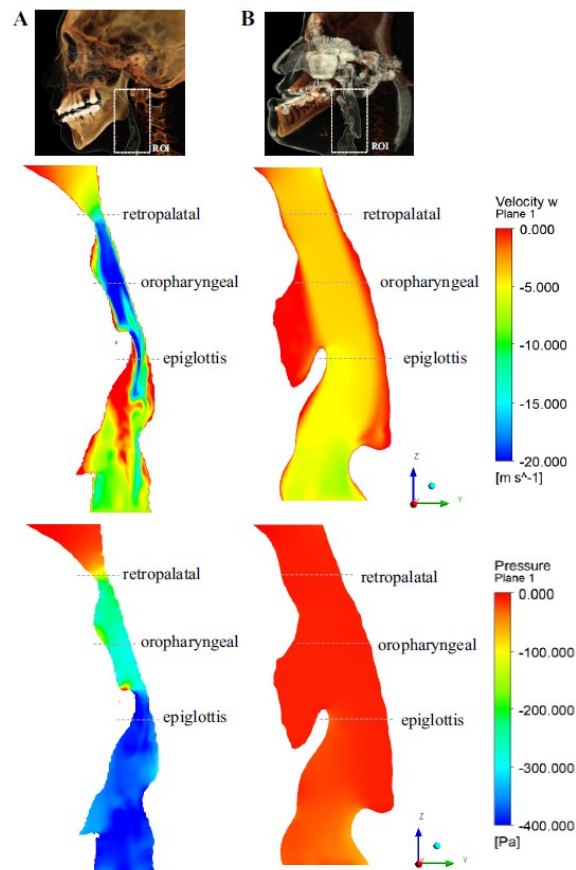 A
B
ROI
ROI
retropalatal
oropharyngeal
epiglottis
retropalatal
oropharyngeal
epiglottis
Velocity w
Plane 1
0.000
-5.000
-10.000
-15.000
-20.000
[m s^-1]
Z
Y
retropalatal
oropharyngeal
epiglottis
retropalatal
oropharyngeal
epiglottis
Pressure
Plane 1
0.000
-100.000
-200.000
-300.000
-400.000
[Pa]
Z
Y